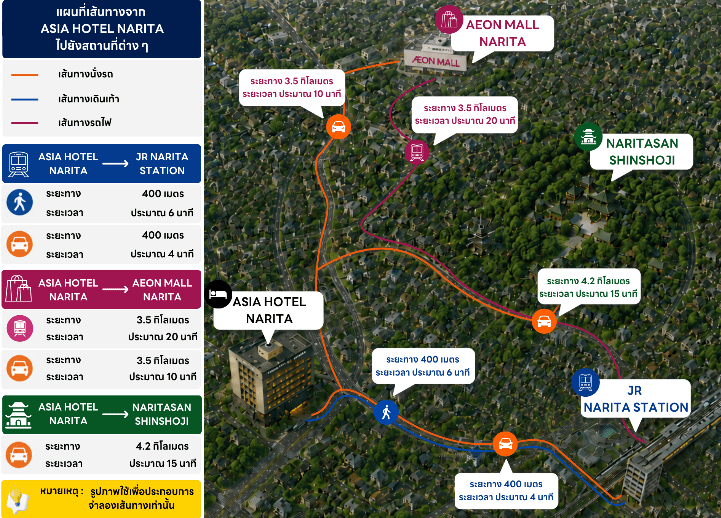 แผนที่เส้นทางจาก
ASIA HOTEL NARITA
ไปยังสถานที่ต่าง ๆ
เส้นทางนั่งรถ
เส้นทางเดินเท้า
เส้นทางรถไฟ
ASIA HOTEL NARITA
JR NARITA STATION
ระยะทาง 400 เมตร
ระยะเวลา ประมาณ 6 นาที
ระยะทาง 400 เมตร
ระยะเวลา ประมาณ 4 นาที
ASIA HOTEL NARITA
AEON MALL NARITA
ระยะทาง 3.5 กิโลเมตร
ระยะเวลา ประมาณ 20 นาที
ระยะทาง 3.5 กิโลเมตร
ระยะเวลา ประมาณ 10 นาที
ASIA HOTEL NARITA
NARITASAN SHINSHOJI
ระยะทาง 4.2 กิโลเมตร
ระยะเวลา ประมาณ 15 นาที
หมายเหตุ : รูปภาพใช้เพื่อประกอบการ
จำลองเส้นทางเท่านั้น
AEON MALL
NARITA
AEON MALL
ระยะทาง 3.5 กิโลเมตร
ระยะเวลา ประมาณ 10 นาที
ระยะทาง 3.5 กิโลเมตร
ระยะเวลา ประมาณ 20 นาที
NARITASAN
SHINSHOJI
ระยะทาง 4.2 กิโลเมตร
ระยะเวลา ประมาณ 15 นาที
ASIA HOTEL
NARITA
ระยะทาง 400 เมตร
ระยะเวลา ประมาณ 6 นาที
JR
NARITA STATION
ระยะทาง 400 เมตร
ระยะเวลา ประมาณ 4 นาที